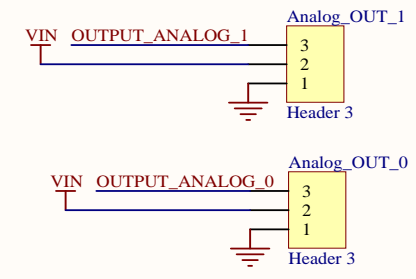 Analog_OUT_1
VIN OUTPUT_ANALOG_1
3
2
1
Header 3
Analog_OUT_0
VIN OUTPUT_ANALOG_0
3
2
1
Header 3